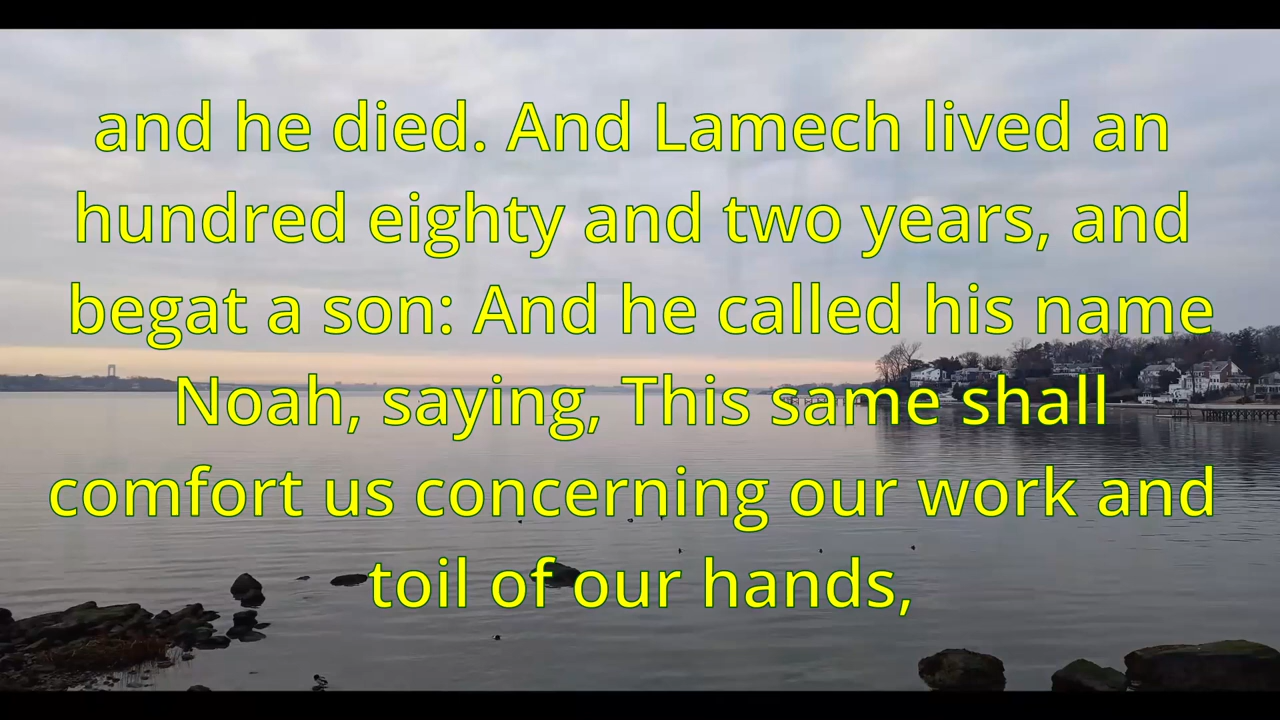 and he died. And Lamech lived an
hundred eighty and two years, and
begat a son: And he called his name
Noah, saying, This same shall
comfort us concerning our work and
toil of our hands,